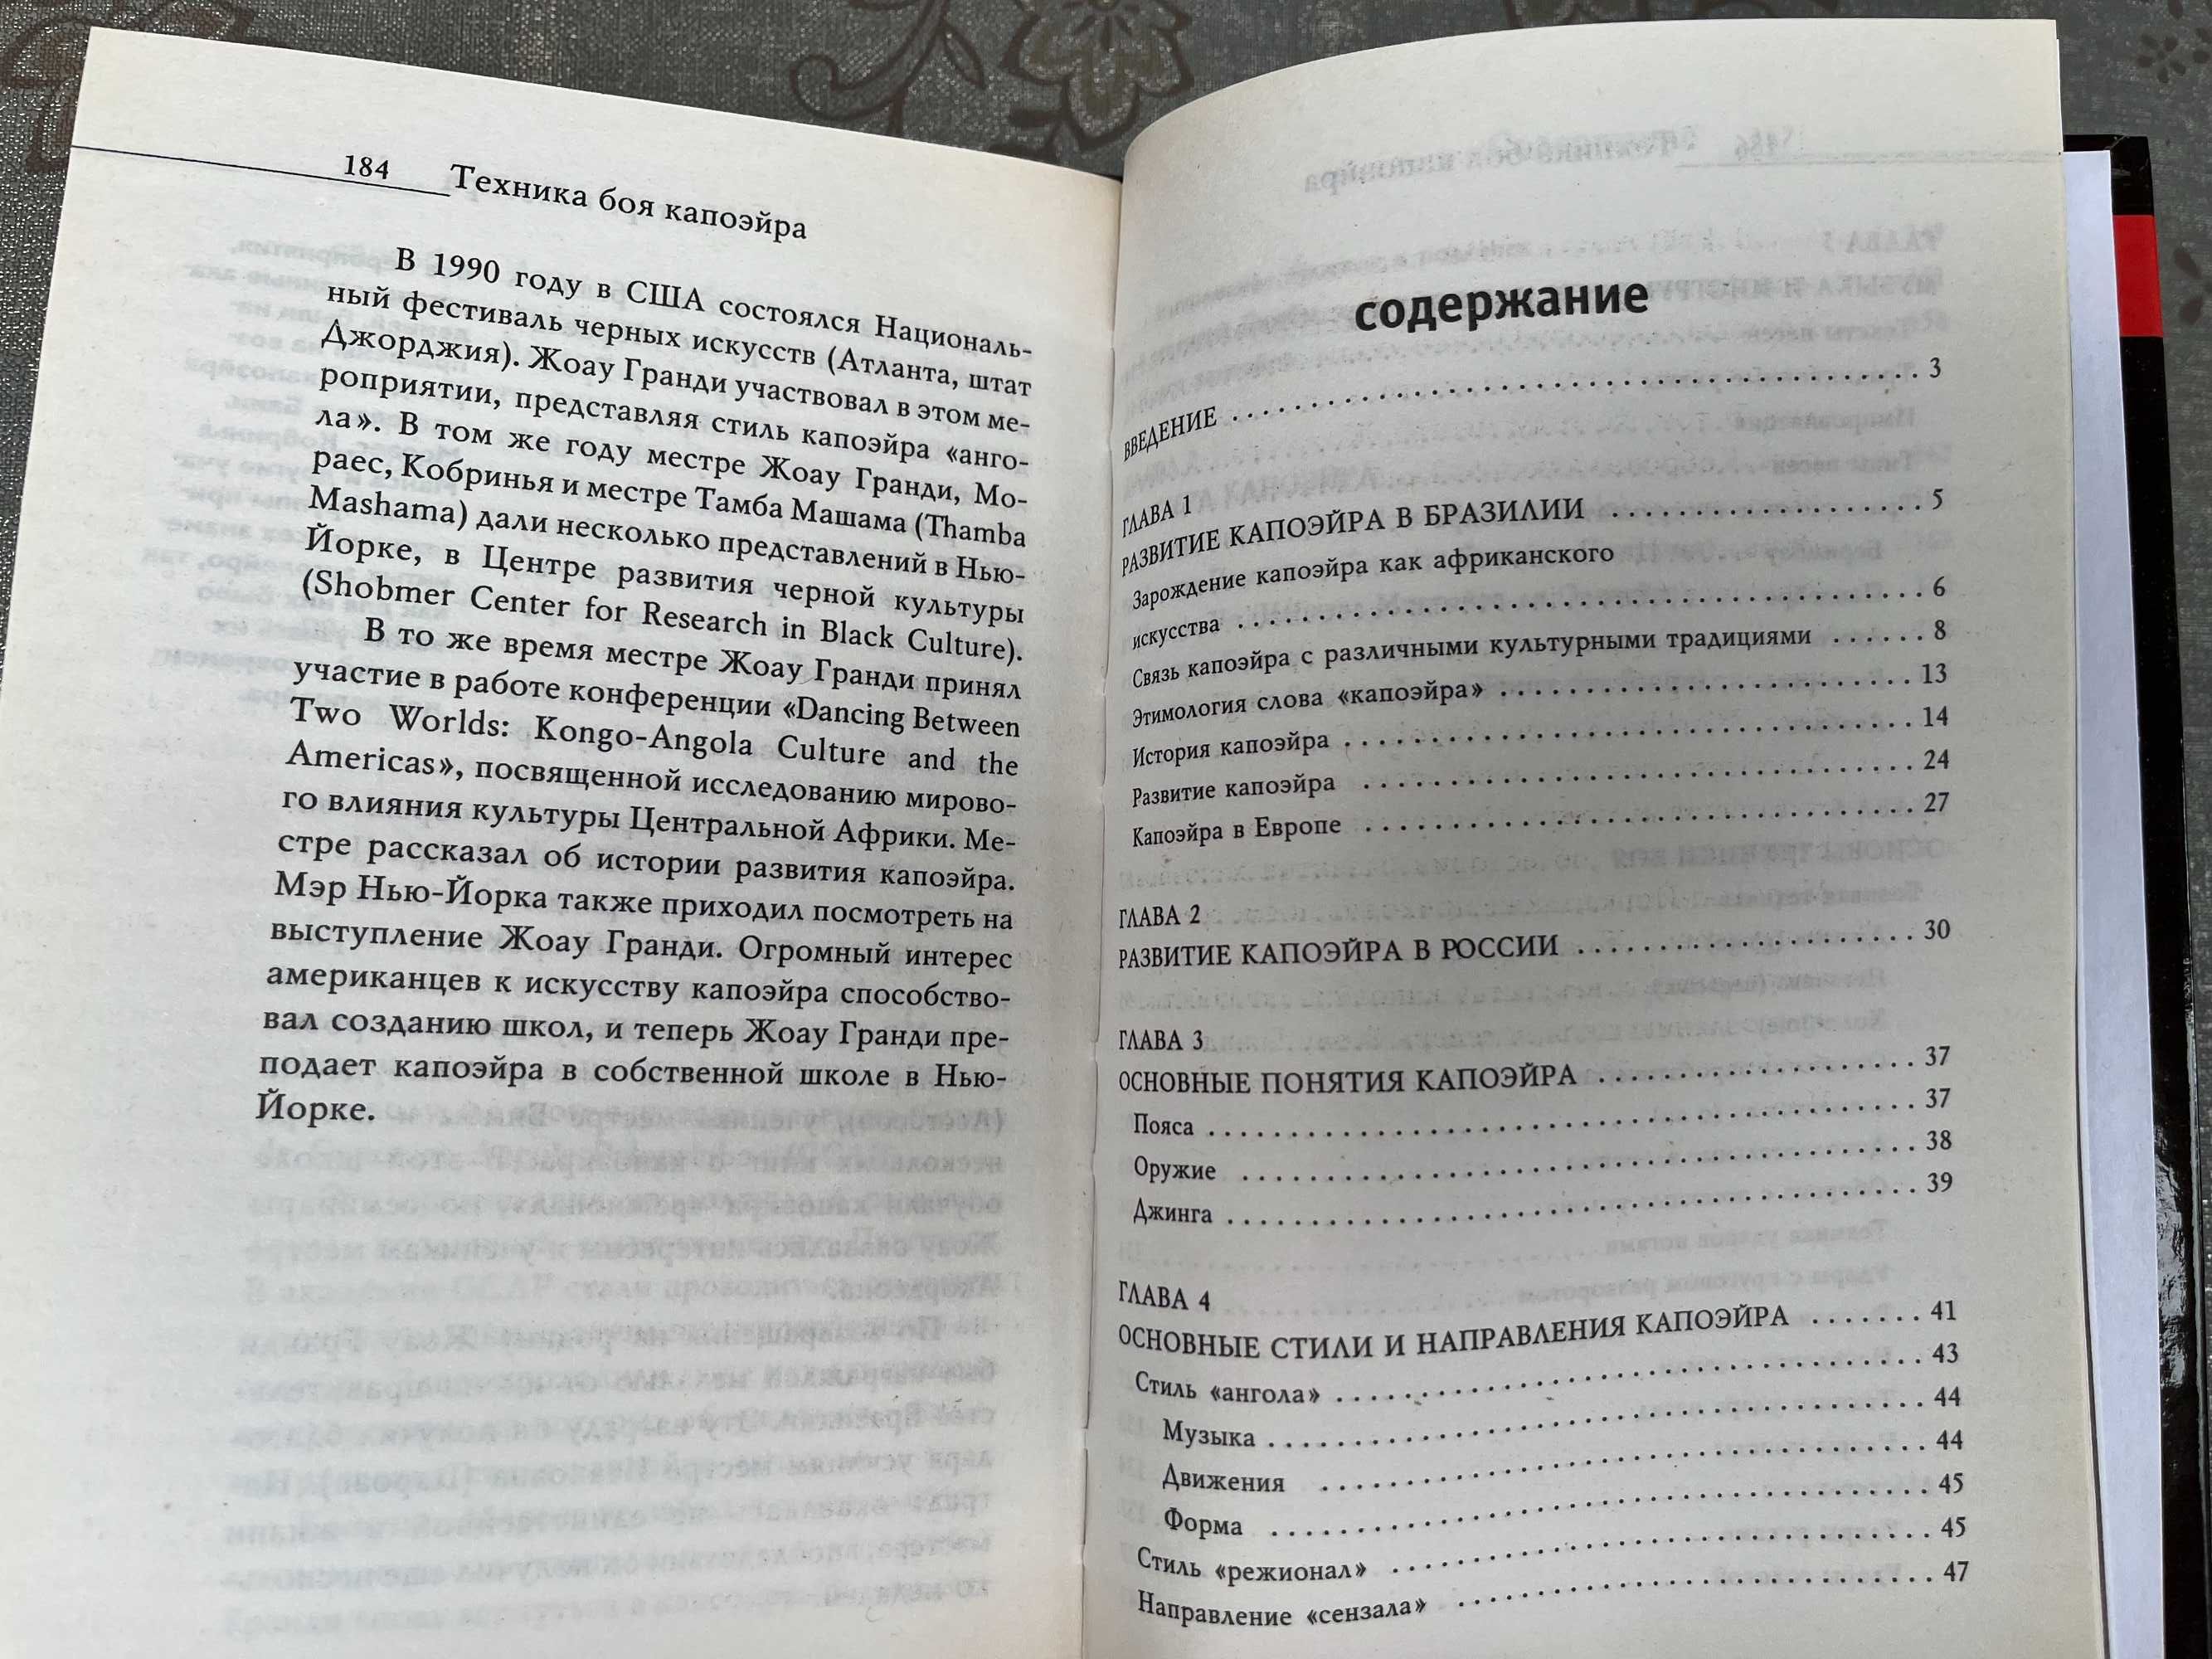 184 Техника боя капоэйра
В 1990 году в США состоялся Националь-
ный фестиваль черных искусств (Атланта, штат
Джорджия). Жоау Гранди участвовал в этом ме-
роприятии, представляя стиль капоэйра «анго-
ла». В том же году местре Жоау Гранди, Мо-
раес, Кобринья и местре Тамба Машама (Thamba
Mashama) дали несколько представлений в Нью-
Йорке, в Центре развития черной культуры
(Shobmer Center for Research in Black Culture).
В то же время местре Жоау Гранди принял
участие в работе конференции «Dancing Between
Two Worlds: Kongo-Angola Culture and the
Americas», посвященной исследованию мирово-
го влияния культуры Центральной Африки. Ме-
стре рассказал об истории развития капоэйра.
Мэр Нью-Йорка также приходил посмотреть на
выступление Жоау Гранди. Огромный интерес
американцев к искусству капоэйра способство-
вал созданию школ, и теперь Жоау Гранди пре-
подает капоэйра в собственной школе в Нью-
Йорке.
содержание
ВВЕДЕНИЕ . . . . . . . . . . 3
ГЛАВА 1
РАЗВИТИЕ КАПОЭЙРА В БРАЗИЛИИ . . . . . . . . . . 5
Зарождение капоэйра как африканского
искусства . . . . . . . . . . 6
Связь капоэйра с различными культурными традициями . . . . . . 8
Этимология слова «капоэйра» . . . . . . . . . . 13
История капоэйра . . . . . . . . . . 14
Развитие капоэйра . . . . . . . . . . 24
Капоэйра в Европе . . . . . . . . . . 27
ГЛАВА 2
РАЗВИТИЕ КАПОЭЙРА В РОССИИ . . . . . . . . . . 30
ГЛАВА 3
ОСНОВНЫЕ ПОНЯТИЯ КАПОЭЙРА . . . . . . . . . . 37
Пояса . . . . . . . . . . 37
Оружие . . . . . . . . . . 38
Джинга . . . . . . . . . . 39
ГЛАВА 4
ОСНОВНЫЕ СТИЛИ И НАПРАВЛЕНИЯ КАПОЭЙРА . . . . . . . 41
Стиль «ангола» . . . . . . . . . . 43
Музыка . . . . . . . . . . 44
Движения . . . . . . . . . . 44
Форма . . . . . . . . . . 45
Стиль «режионал» . . . . . . . . . . 45
Направление «сензала» . . . . . . . . . . 47